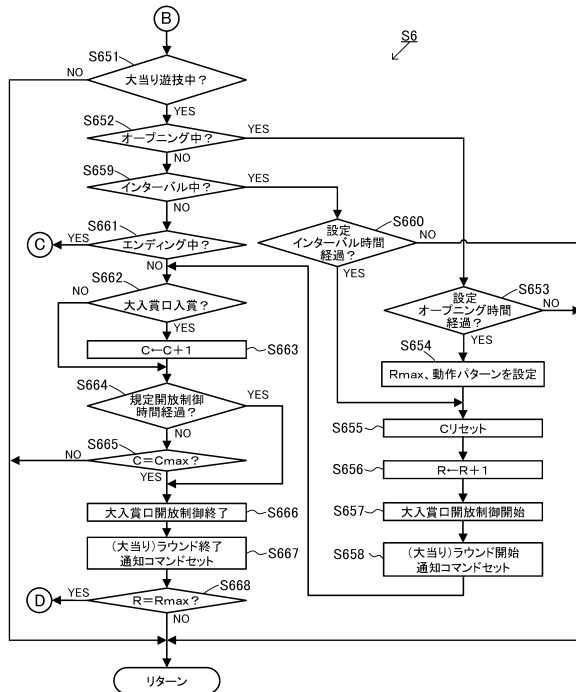 B
S6
S651
大当り遊技中？
NO
YES
S652
オープニング中？
YES
NO
S659
インターバル中？
YES
NO
S660
設定
インターバル時間
経過？
NO
YES
S661
エンディング中？
YES
C
NO
S653
設定
オープニング時間
経過？
NO
YES
S662
大入賞口入賞？
NO
YES
S654
Rmax、動作パターンを設定
C←C＋1
S663
S664
規定開放制御
時間経過？
YES
NO
S655
Cリセット
S665
C＝Cmax？
NO
YES
S656
R←R＋1
大入賞口開放制御終了
S666
S657
大入賞口開放制御開始
(大当り)ラウンド終了
通知コマンドセット
S667
S658
(大当り)ラウンド開始
通知コマンドセット
S668
R＝Rmax？
YES
D
NO
リターン